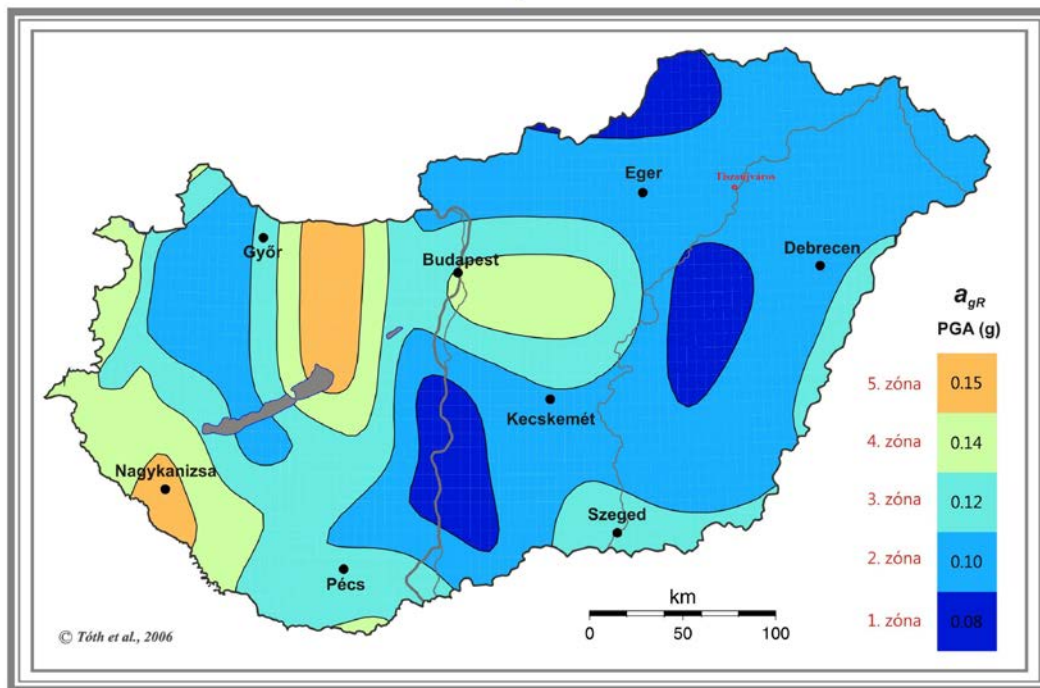 Eger
Tiszaújváros
Győr
Budapest
Debrecen
a_gR
PGA (g)
5. zóna 0.15
Kecskemét
4. zóna 0.14
Nagykanizsa
3. zóna 0.12
Szeged
2. zóna 0.10
Pécs
km
1. zóna 0.08
0 50 100
© Tóth et al., 2006